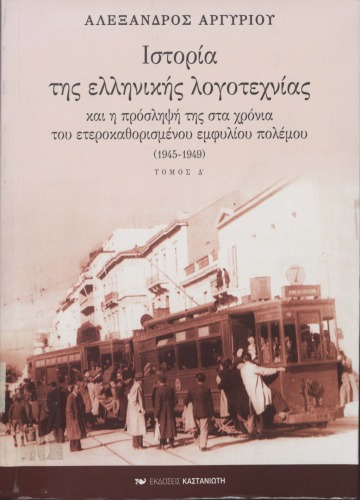 ΑΛΕΞΑΝΔΡΟΣ ΑΡΓΥΡΙΟΥ
Ιστορία
της ελληνικής λογοτεχνίας
και η πρόσληψή της στα χρόνια
του ετεροκαθορισμένου εμφυλίου πολέμου
(1945-1949)
ΤΟΜΟΣ Δ'
ΕΚΔΟΣΕΙΣ ΚΑΣΤΑΝΙΩΤΗ